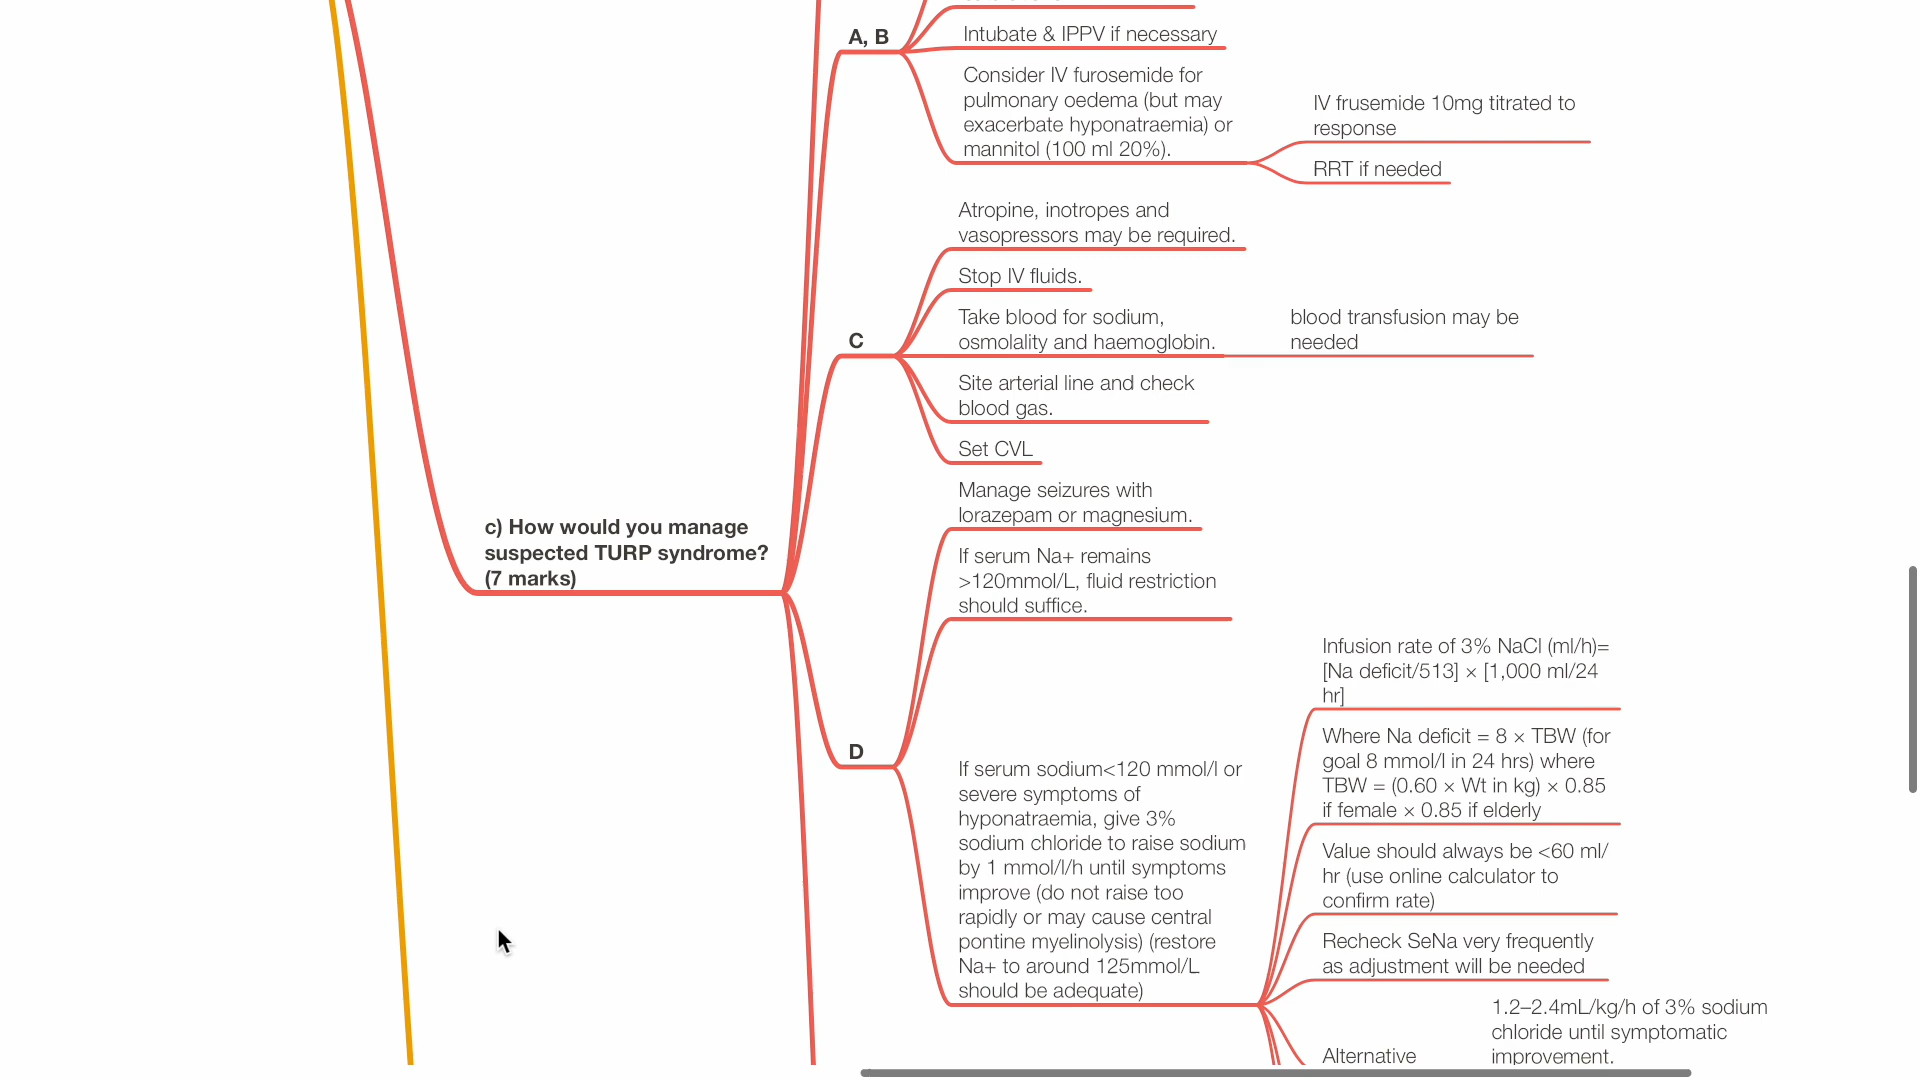 A, B
Intubate & IPPV if necessary
Consider IV furosemide for
pulmonary oedema (but may
exacerbate hyponatraemia) or
mannitol (100 ml 20%).
IV frusemide 10mg titrated to
response
RRT if needed
Atropine, inotropes and
vasopressors may be required.
Stop IV fluids.
C
Take blood for sodium,
osmolality and haemoglobin.
blood transfusion may be
needed
Site arterial line and check
blood gas.
Set CVL
c) How would you manage
suspected TURP syndrome?
(7 marks)
Manage seizures with
lorazepam or magnesium.
If serum Na+ remains
>120mmol/L, fluid restriction
should suffice.
D
If serum sodium<120 mmol/l or
severe symptoms of
hyponatraemia, give 3%
sodium chloride to raise sodium
by 1 mmol/l/h until symptoms
improve (do not raise too
rapidly or may cause central
pontine myelinolysis) (restore
Na+ to around 125mmol/L
should be adequate)
Infusion rate of 3% NaCl (ml/h)=
[Na deficit/513] × [1,000 ml/24
hr]
Where Na deficit = 8 × TBW (for
goal 8 mmol/l in 24 hrs) where
TBW = (0.60 × Wt in kg) × 0.85
if female × 0.85 if elderly
Value should always be <60 ml/
hr (use online calculator to
confirm rate)
Recheck SeNa very frequently
as adjustment will be needed
Alternative
1.2–2.4mL/kg/h of 3% sodium
chloride until symptomatic
improvement.